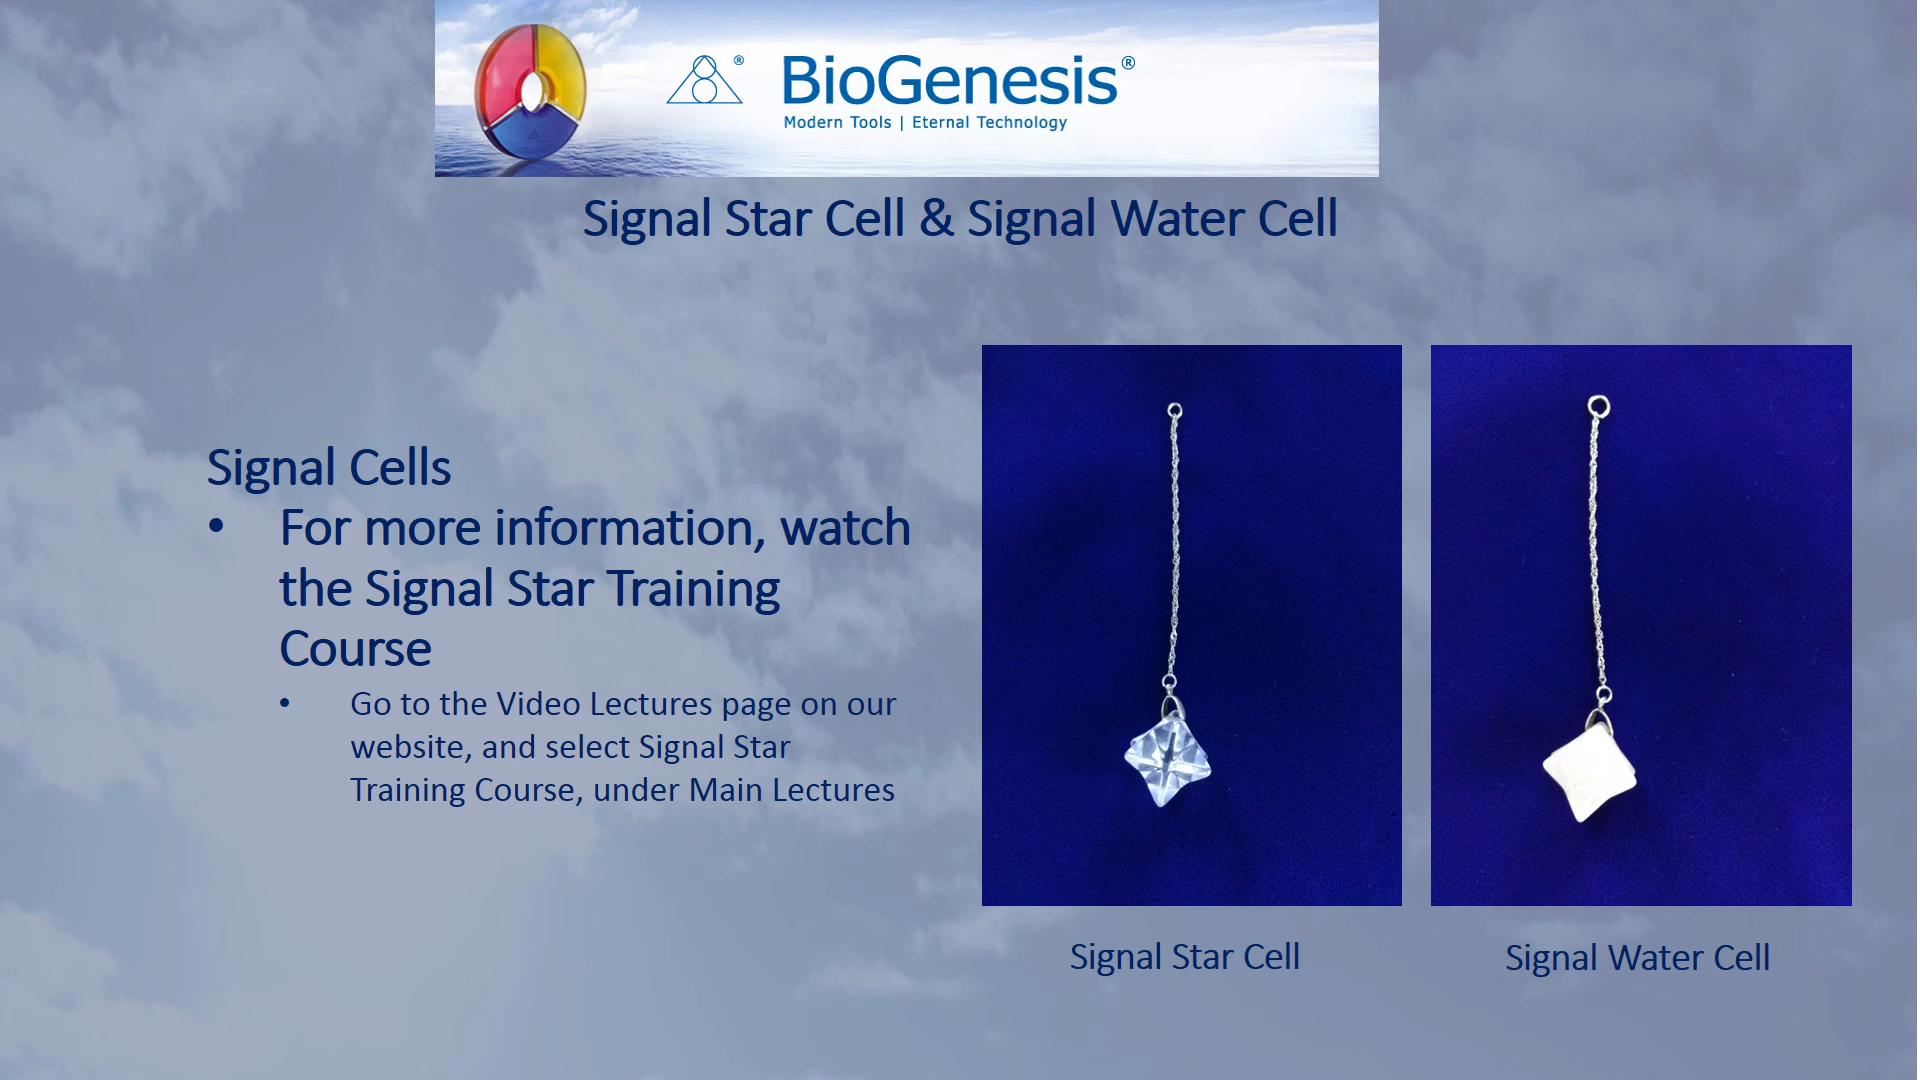 ®
BioGenesis®
Modern Tools | Eternal Technology
Signal Star Cell & Signal Water Cell
Signal Cells
• For more information, watch
the Signal Star Training
Course
• Go to the Video Lectures page on our
website, and select Signal Star
Training Course, under Main Lectures
Signal Star Cell
Signal Water Cell